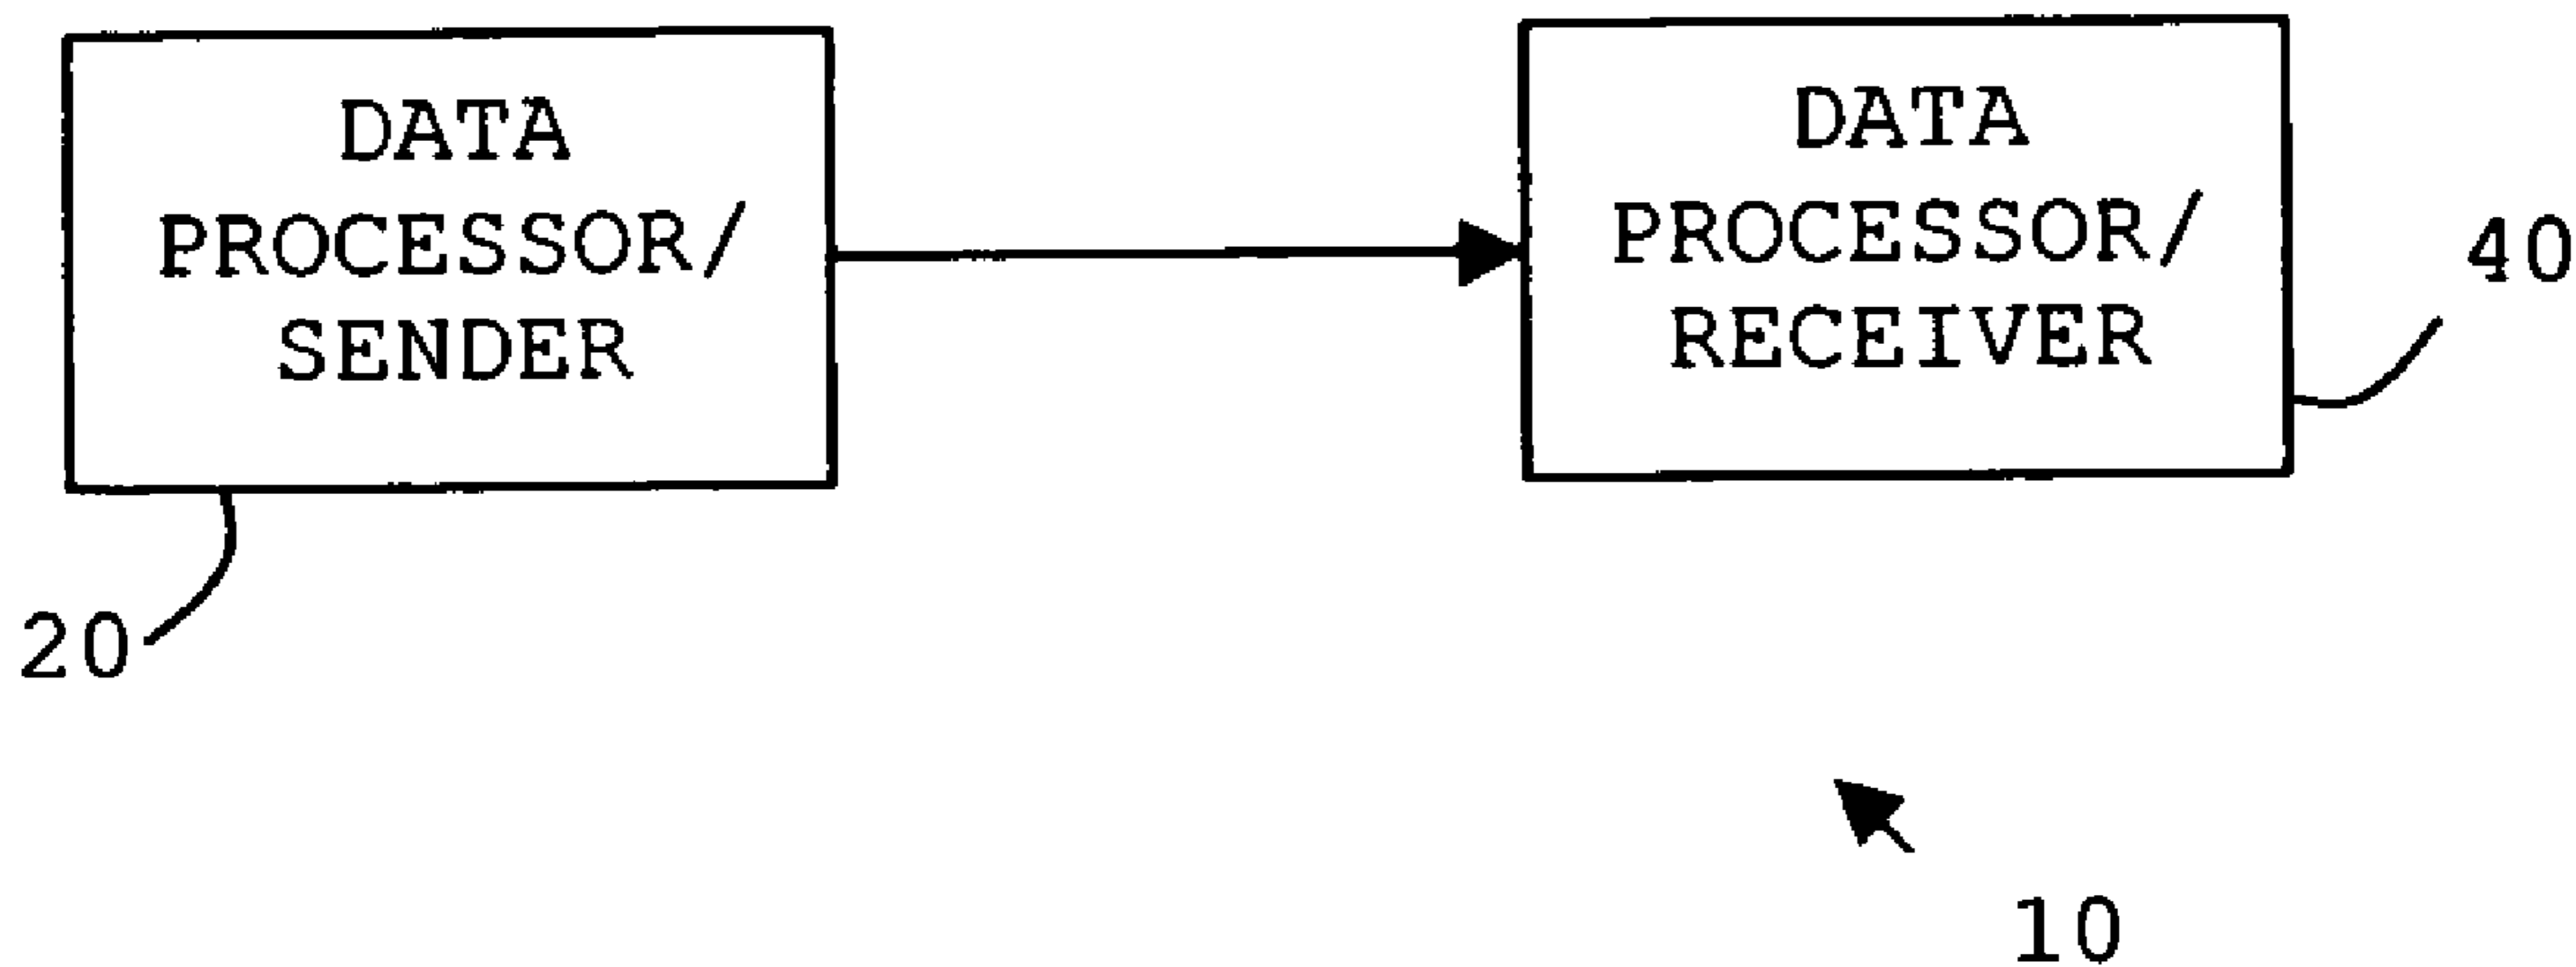 DATA
PROCESSOR/
SENDER
DATA
PROCESSOR/
RECEIVER
40
20
10